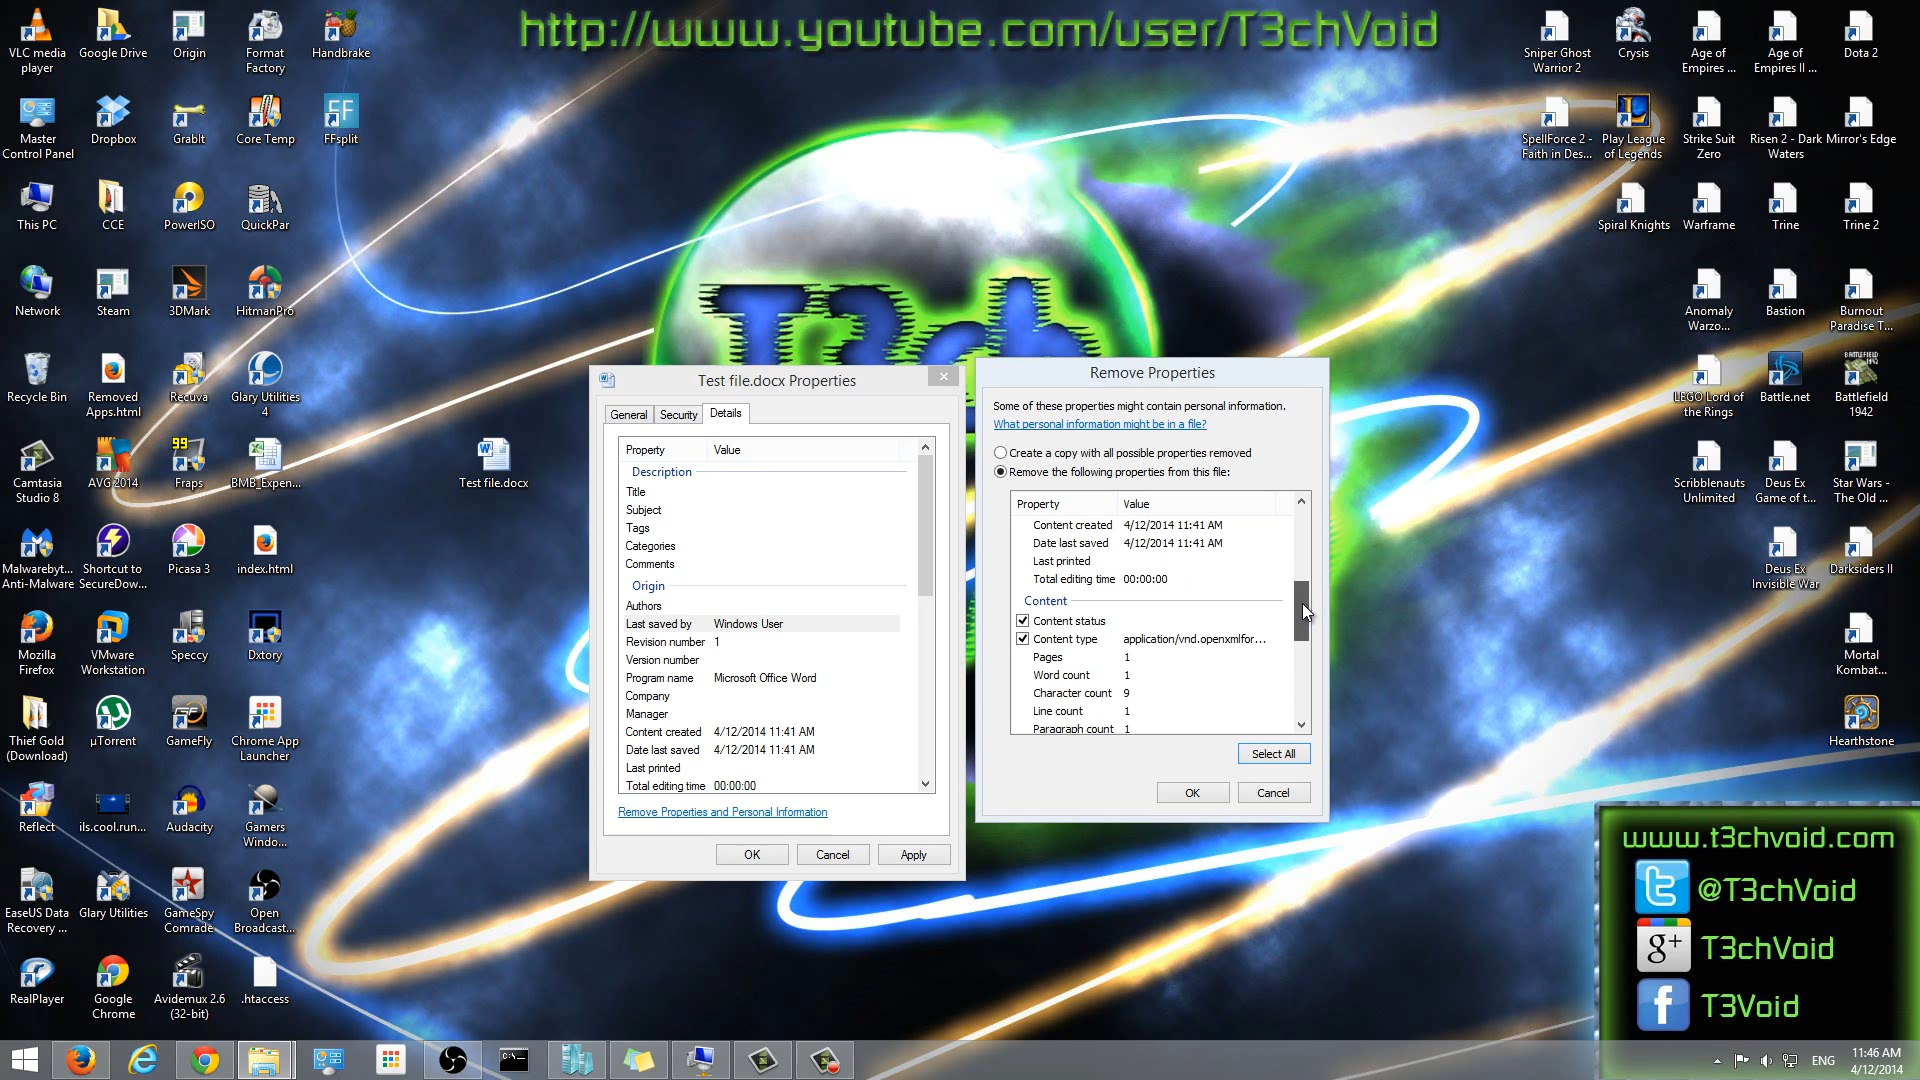 http://www.youtube.com/user/T3chVoid
VLC media player
Google Drive
Origin
Format Factory
Handbrake
Master Control Panel
Dropbox
GrabIt
Core Temp
FFsplit
This PC
CCE
PowerISO
QuickPar
Network
Steam
3DMark
HitmanPro
Recycle Bin
Removed Apps.html
Recuva
Glary Utilities 4
Camtasia Studio 8
AVG 2014
Fraps
BMB_Expen...
Test file.docx
Malwarebyt... Anti-Malware
Shortcut to SecureDow...
Picasa 3
index.html
Mozilla Firefox
VMware Workstation
Speccy
Dxtory
Thief Gold (Download)
µTorrent
GameFly
Chrome App Launcher
Reflect
ils.cool.run...
Audacity
Gamers Windo...
EaseUS Data Recovery ...
Glary Utilities
GameSpy Comrade
Open Broadcast...
RealPlayer
Google Chrome
Avidemux 2.6 (32-bit)
.htaccess
Sniper Ghost Warrior 2
Crysis
Age of Empires ...
Age of Empires II ...
Dota 2
SpellForce 2 - Faith in Des...
Play League of Legends
Strike Suit Zero
Risen 2 - Dark Waters
Mirror's Edge
Spiral Knights
Warframe
Trine
Trine 2
Anomaly Warzo...
Bastion
Burnout Paradise T...
LEGO Lord of the Rings
Battle.net
BATTLEFIELD 1942
Battlefield 1942
Scribblenauts Unlimited
Deus Ex Game of t...
Star Wars - The Old ...
Deus Ex Invisible War
Darksiders II
Mortal Kombat...
Hearthstone
T3ch
Test file.docx Properties
General Security Details
Property Value
Description
Title
Subject
Tags
Categories
Comments
Origin
Authors
Last saved by Windows User
Revision number 1
Version number
Program name Microsoft Office Word
Company
Manager
Content created 4/12/2014 11:41 AM
Date last saved 4/12/2014 11:41 AM
Last printed
Total editing time 00:00:00
Remove Properties and Personal Information
OK Cancel Apply
Remove Properties
Some of these properties might contain personal information.
What personal information might be in a file?
Create a copy with all possible properties removed
Remove the following properties from this file:
Property Value
Content created 4/12/2014 11:41 AM
Date last saved 4/12/2014 11:41 AM
Last printed
Total editing time 00:00:00
Content
Content status
Content type application/vnd.openxmlfor...
Pages 1
Word count 1
Character count 9
Line count 1
Paragraph count 1
Select All
OK Cancel
www.t3chvoid.com
@T3chVoid
g+ T3chVoid
f T3Void
ENG
11:46 AM
4/12/2014